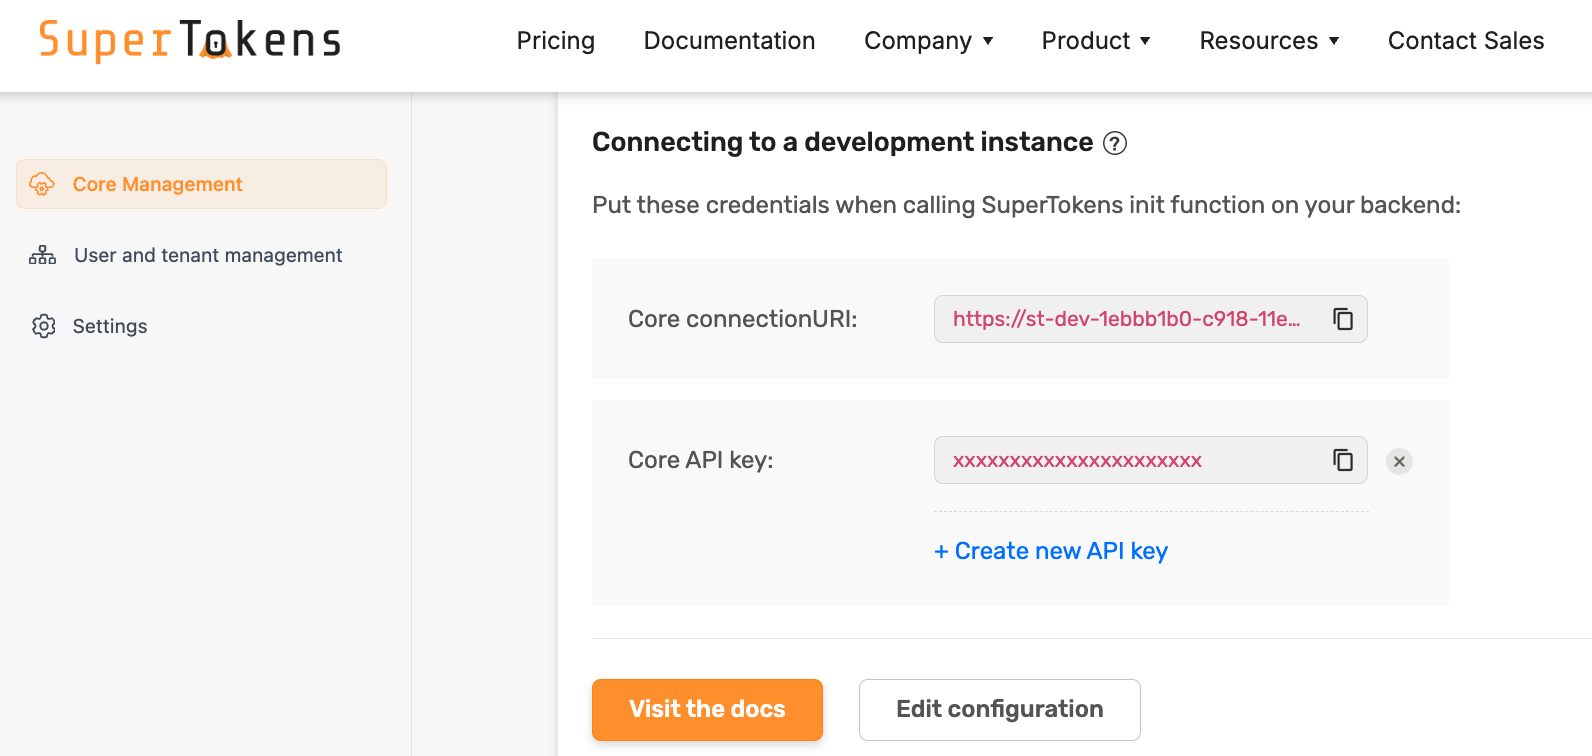 SuperTokens
Pricing
Documentation
Company
Product
Resources
Contact Sales
Core Management
User and tenant management
Settings
Connecting to a development instance ?
Put these credentials when calling SuperTokens init function on your backend:
Core connectionURI:
https://st-dev-1ebbb1b0-c918-11e...
Core API key:
xxxxxxxxxxxxxxxxxxxxxx
+ Create new API key
Visit the docs
Edit configuration